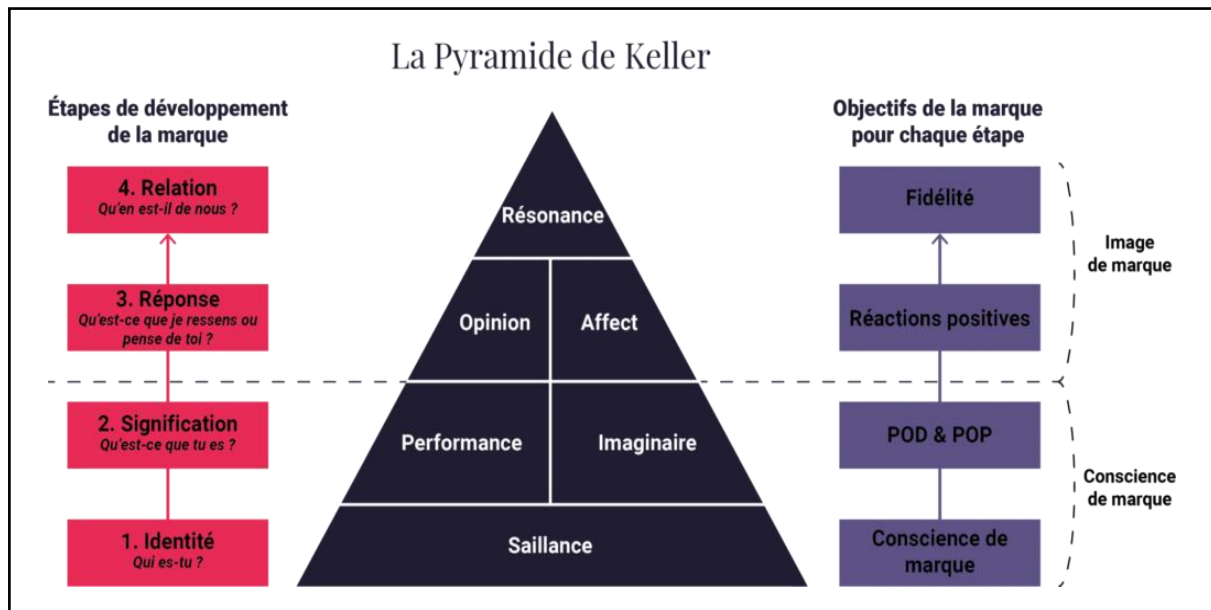 La Pyramide de Keller
Étapes de développement
de la marque
4. Relation
Qu'en est-il de nous ?
3. Réponse
Qu'est-ce que je ressens ou
pense de toi ?
2. Signification
Qu'est-ce que tu es ?
1. Identité
Qui es-tu ?
Résonance
Opinion
Affect
Performance
Imaginaire
Saillance
Objectifs de la marque
pour chaque étape
Fidélité
Réactions positives
POD & POP
Conscience de
marque
Image
de marque
Conscience
de marque